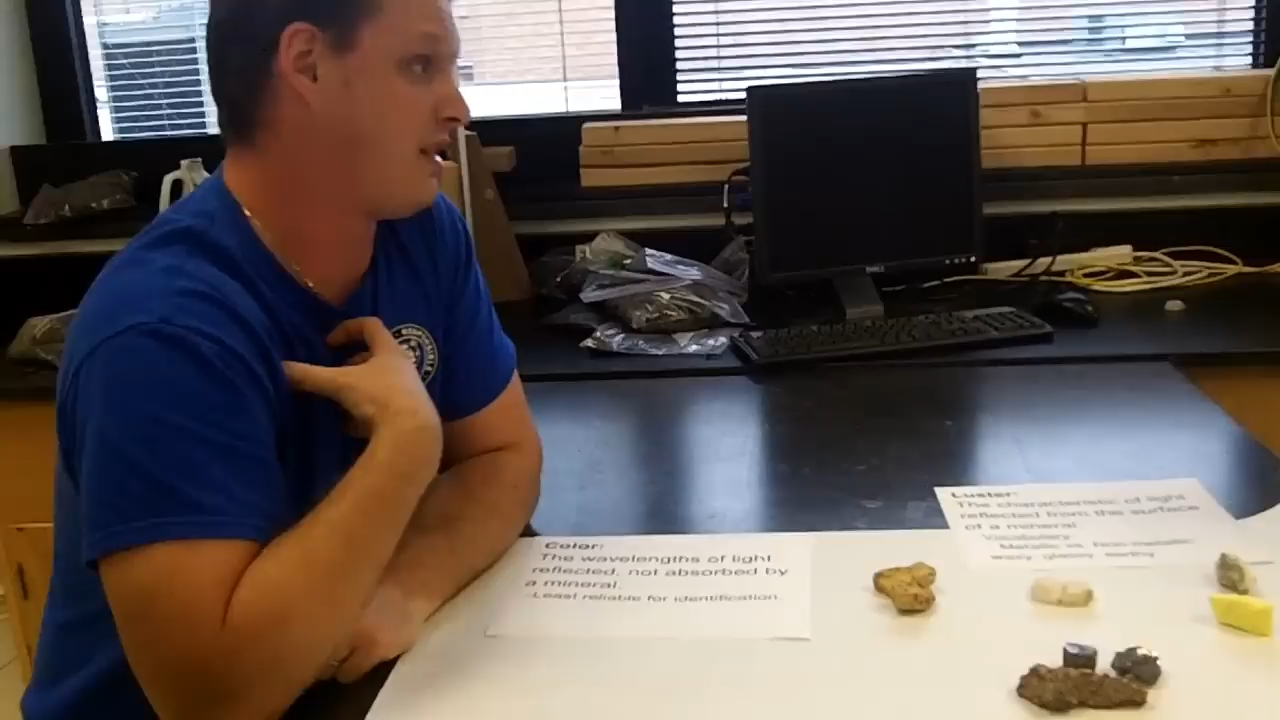 Color:
The wavelengths of light
reflected, not absorbed by
a mineral.
-Least reliable for identification.
Luster:
The characteristic of light
reflected from the surface
of a mineral
Vocabulary
Metallic vs. Non-metallic
waxy glassy earthy
DELL